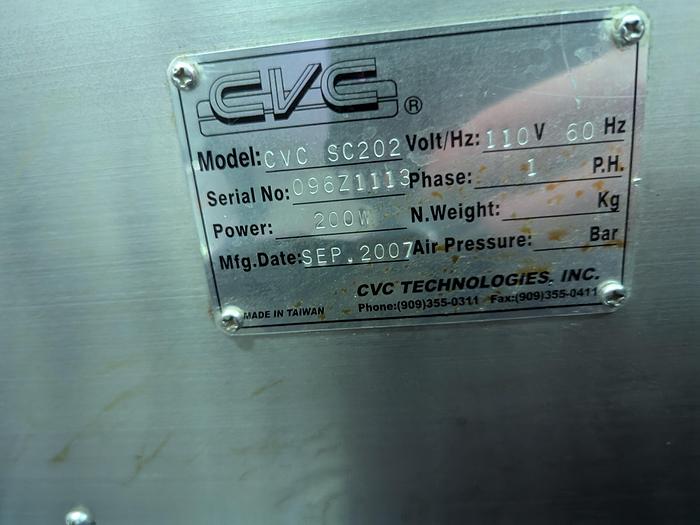 CVC ®
Model: CVC SC202 Volt/Hz: 110 V 60 Hz
Serial No: 096Z1113 Phase: 1 P.H.
Power: 200W N.Weight: Kg
Mfg.Date: SEP.2007 Air Pressure: Bar
CVC TECHNOLOGIES, INC.
MADE IN TAIWAN Phone:(909)355-0311 Fax:(909)355-0411